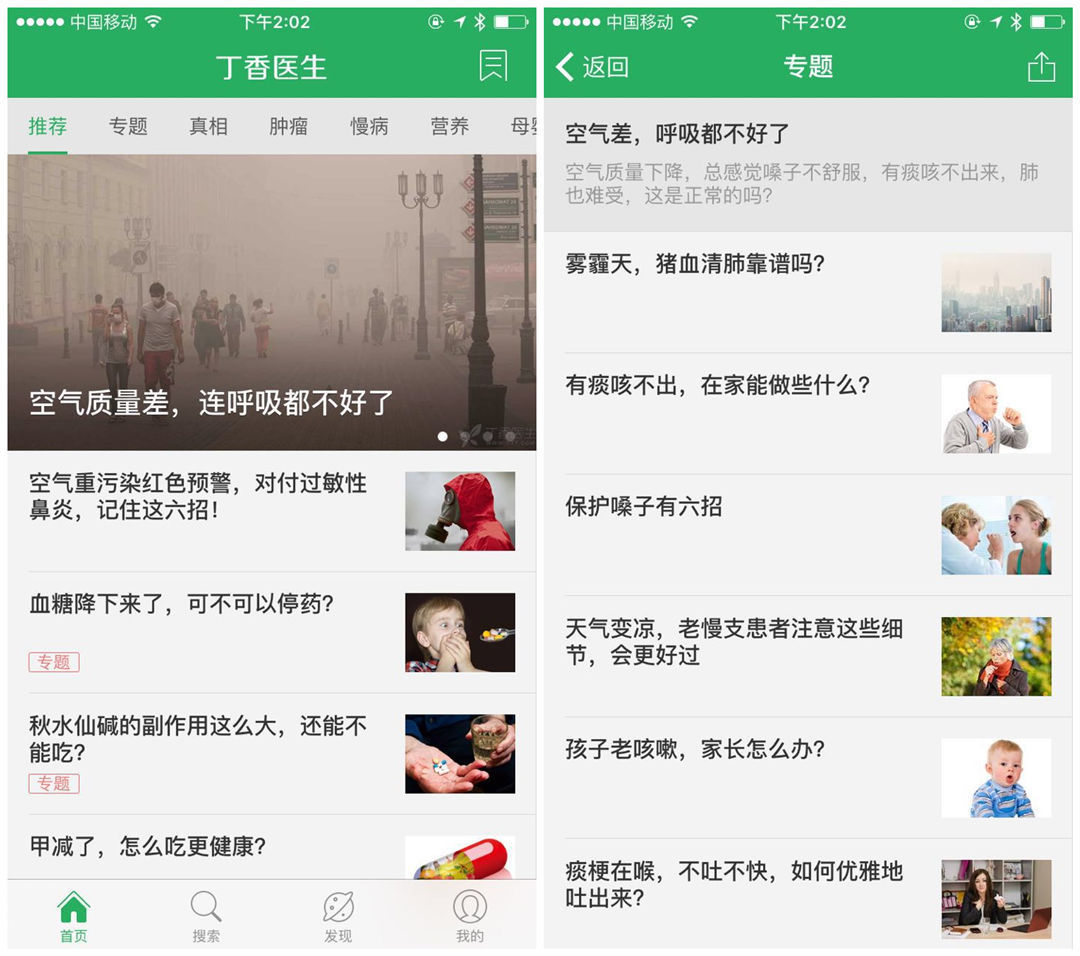 中国移动 下午2:02
丁香医生
推荐 专题 真相 肿瘤 慢病 营养 母婴
空气质量差，连呼吸都不好了
丁香医生
空气重污染红色预警，对付过敏性
鼻炎，记住这六招！
血糖降下来了，可不可以停药？
专题
秋水仙碱的副作用这么大，还能不
能吃？
专题
甲减了，怎么吃更健康？
首页 搜索 发现 我的
中国移动 下午2:02
返回 专题
空气差，呼吸都不好了
空气质量下降，总感觉嗓子不舒服，有痰咳不出来，肺
也难受，这是正常的吗？
雾霾天，猪血清肺靠谱吗？
有痰咳不出，在家能做些什么？
保护嗓子有六招
天气变凉，老慢支患者注意这些细
节，会更好过
孩子老咳嗽，家长怎么办？
痰梗在喉，不吐不快，如何优雅地
吐出来？